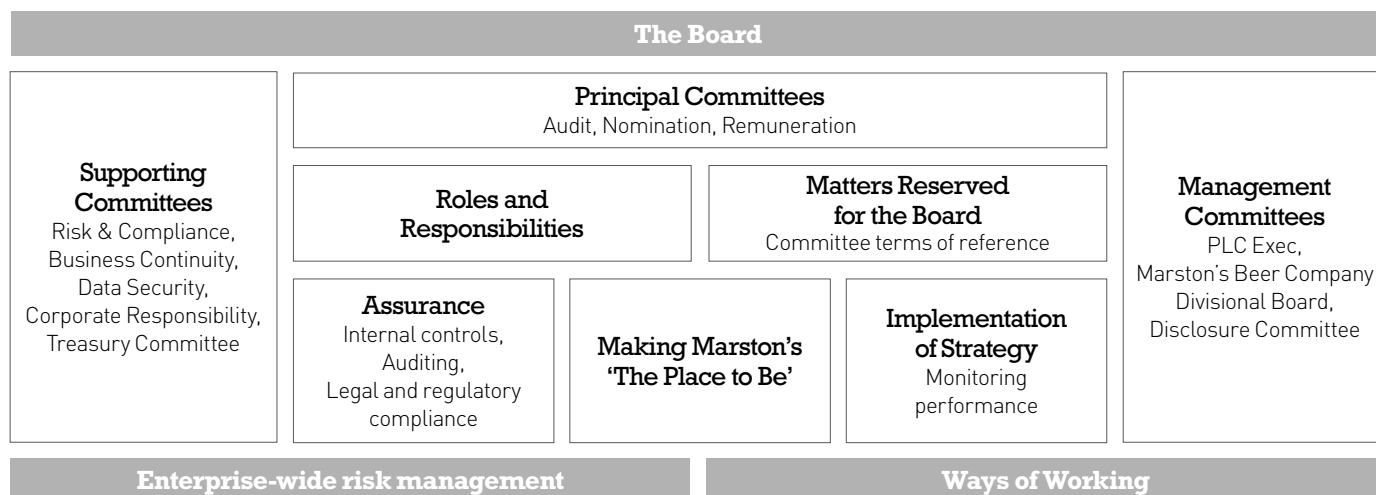 The Board
Supporting
Committees
Risk & Compliance,
Business Continuity,
Data Security,
Corporate Responsibility,
Treasury Committee
Principal Committees
Audit, Nomination, Remuneration
Roles and
Responsibilities
Matters Reserved
for the Board
Committee terms of reference
Assurance
Internal controls,
Auditing,
Legal and regulatory
compliance
Making Marston’s
‘The Place to Be’
Implementation
of Strategy
Monitoring
performance
Management
Committees
PLC Exec,
Marston’s Beer Company
Divisional Board,
Disclosure Committee
Enterprise-wide risk management
Ways of Working